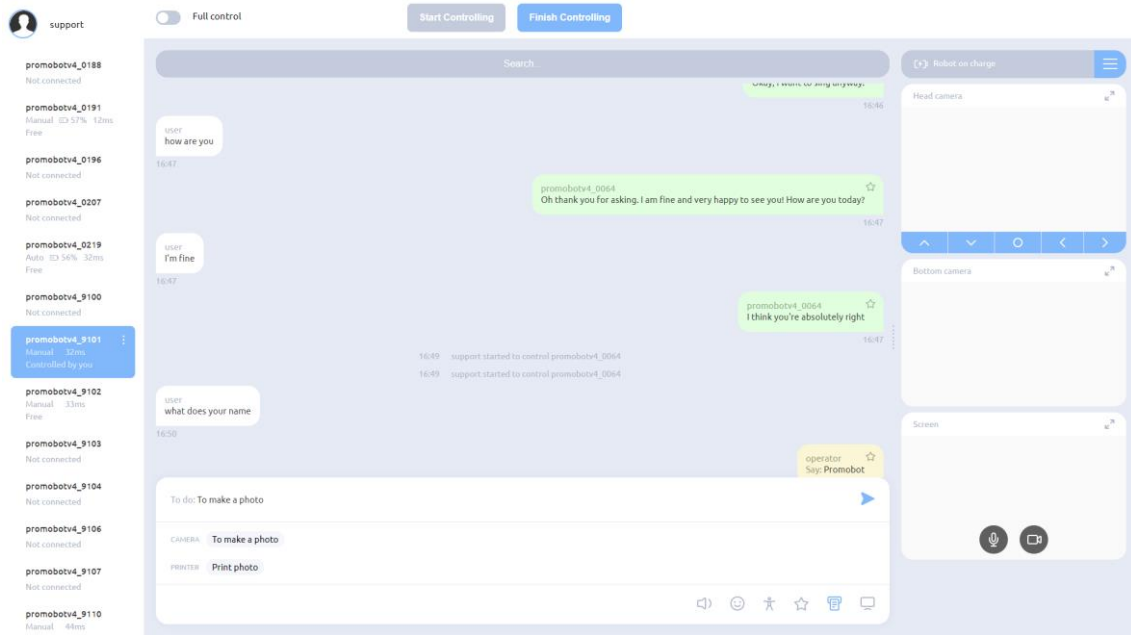 support
Full control
Start Controlling
Finish Controlling
promobotv4_0188
Not connected
promobotv4_0191
Manual 57% 12ms
Free
promobotv4_0196
Not connected
promobotv4_0207
Not connected
promobotv4_0219
Auto 56% 32ms
Free
promobotv4_9100
Not connected
promobotv4_9101
Manual 32ms
Controlled by you
promobotv4_9102
Manual 33ms
Free
promobotv4_9103
Not connected
promobotv4_9104
Not connected
promobotv4_9106
Not connected
promobotv4_9107
Not connected
promobotv4_9110
Manual 44ms
Search...
Okay, I want to sing anyway.
16:46
user
how are you
16:47
promobotv4_0064
Oh thank you for asking. I am fine and very happy to see you! How are you today?
16:47
user
I'm fine
16:47
promobotv4_0064
I think you're absolutely right
16:47
16:49 support started to control promobotv4_0064
16:49 support started to control promobotv4_0064
user
what does your name
16:50
operator
Say: Promobot
To do: To make a photo
CAMERA To make a photo
PRINTER Print photo
Robot on charge
Head camera
Bottom camera
Screen